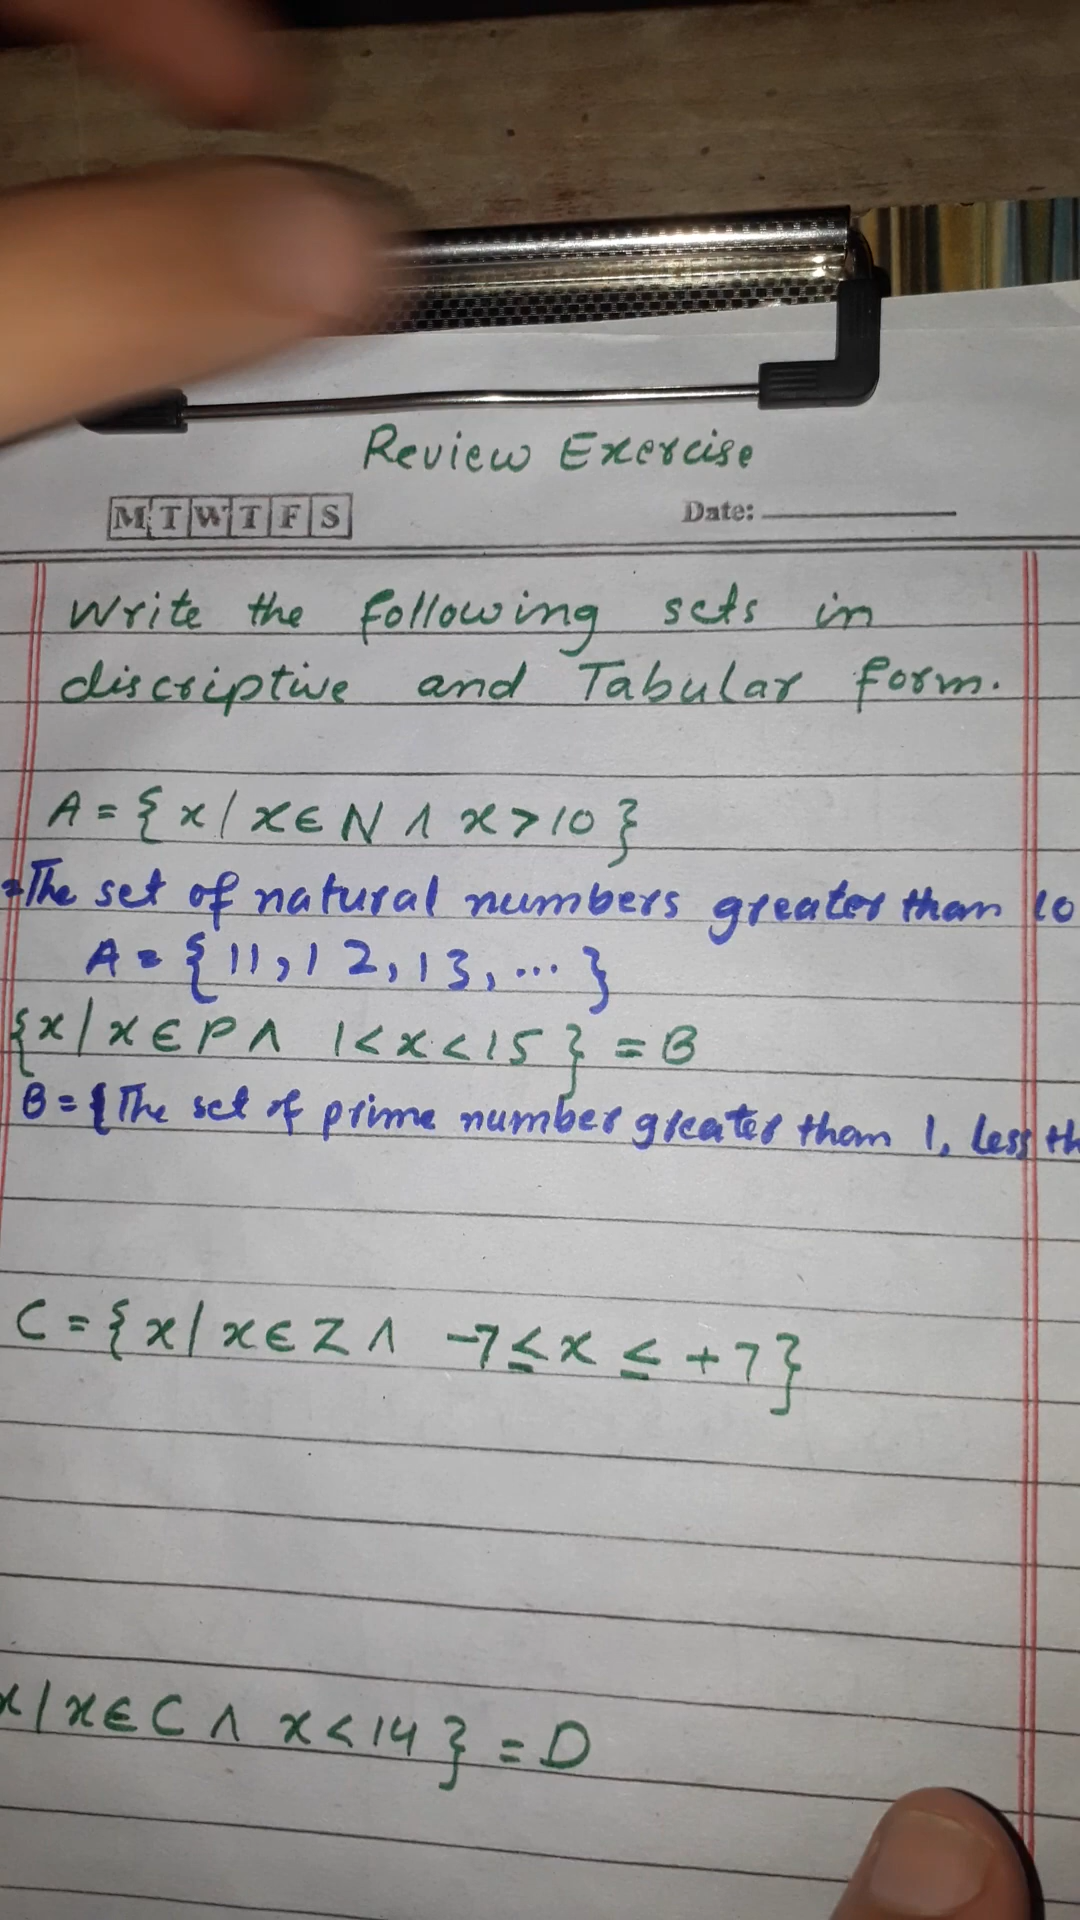 Review Exercise
M T W T F S
Date:
Write the following sets in
discriptive and Tabular form.
A = { x / x ∈ N ∧ x > 10 }
=The set of natural numbers greater than 10
A = { 11, 12, 13, ... }
{x / x ∈ P ∧ 1 < x < 15 } = B
B = { The set of prime number greater than 1, less th
C = { x / x ∈ Z ∧ -7 ≤ x ≤ +7 }
x / x ∈ C ∧ x < 14 } = D